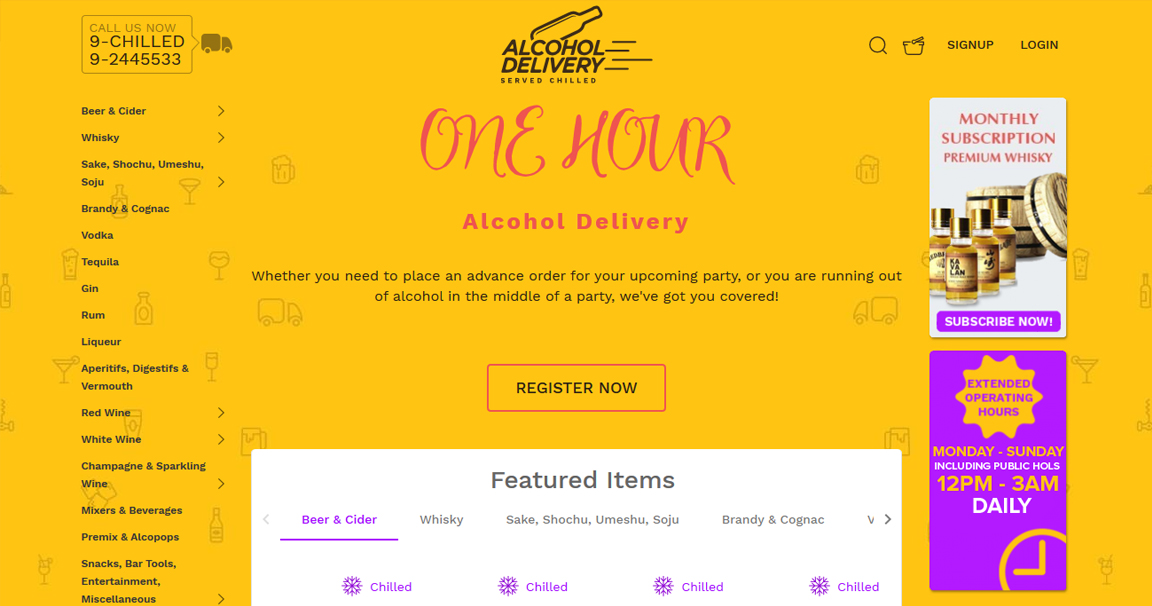 CALL US NOW
9-CHILLED
9-2445533
ALCOHOL
DELIVERY
SERVED CHILLED
SIGNUP
LOGIN
Beer & Cider
Whisky
Sake, Shochu, Umeshu,
Soju
Brandy & Cognac
Vodka
Tequila
Gin
Rum
Liqueur
Aperitifs, Digestifs &
Vermouth
Red Wine
White Wine
Champagne & Sparkling
Wine
Mixers & Beverages
Premix & Alcopops
Snacks, Bar Tools,
Entertainment,
Miscellaneous
ONE HOUR
Alcohol Delivery
Whether you need to place an advance order for your upcoming party, or you are running out
of alcohol in the middle of a party, we've got you covered!
REGISTER NOW
Featured Items
Beer & Cider
Whisky
Sake, Shochu, Umeshu, Soju
Brandy & Cognac
Chilled
Chilled
Chilled
Chilled
MONTHLY
SUBSCRIPTION
PREMIUM WHISKY
KA
VA
LAN
SUBSCRIBE NOW!
EXTENDED
OPERATING
HOURS
MONDAY - SUNDAY
INCLUDING PUBLIC HOLS
12PM - 3AM
DAILY